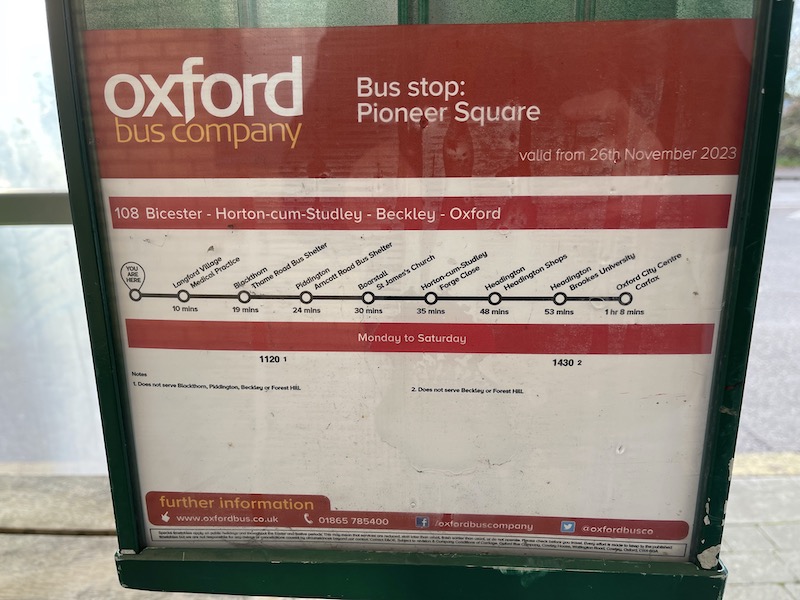 oxford
bus company
Bus stop:
Pioneer Square
valid from 26th November 2023
108 Bicester - Horton-cum-Studley - Beckley - Oxford
YOU
ARE
HERE
Langford Village
Medical Practice
Blackthorn
Thame Road Bus Shelter
Piddington
Arncott Road Bus Shelter
Boarstall
St James's Church
Horton-cum-Studley
Forge Close
Headington
Headington Shops
Headington
Brookes University
Oxford City Centre
Carfax
10 mins 19 mins 24 mins 30 mins 35 mins 48 mins 53 mins 1 hr 8 mins
Monday to Saturday
1120 1 1430 2
Notes
1. Does not serve Blackthorn, Piddington, Beckley or Forest Hill.
2. Does not serve Beckley or Forest Hill.
further information
www.oxfordbus.co.uk 01865 785400 /oxfordbuscompany @oxfordbusco